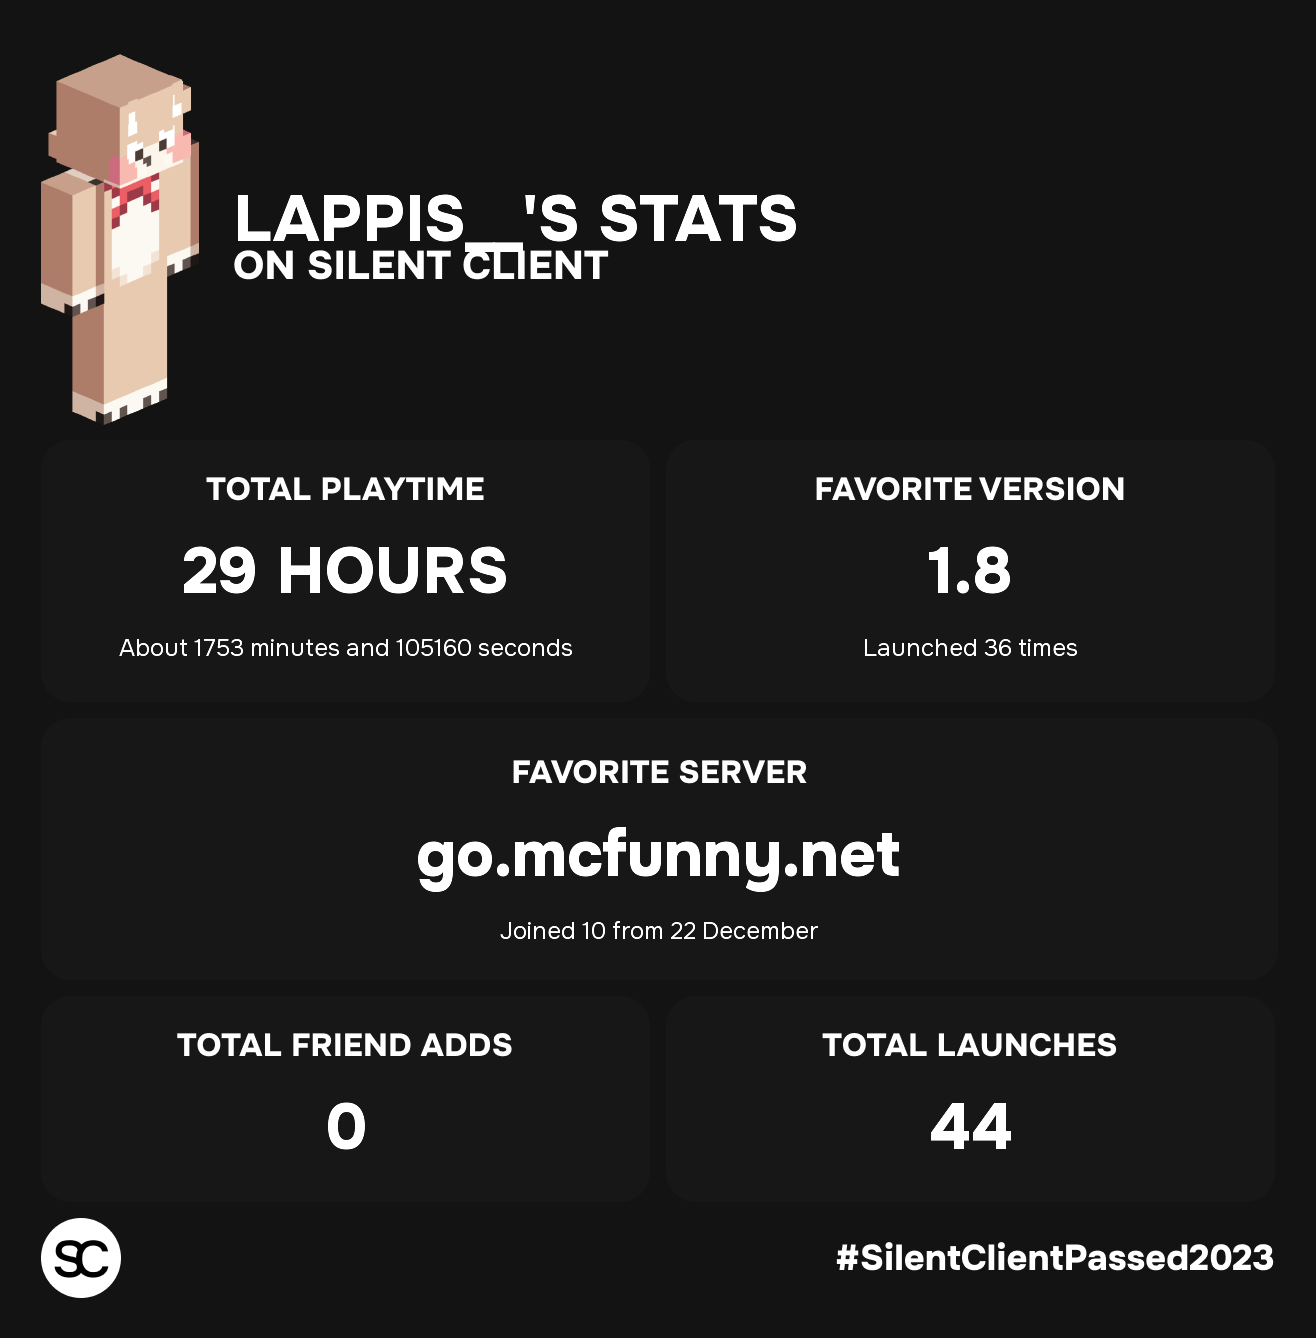 LAPPIS__'S STATS
ON SILENT CLIENT
TOTAL PLAYTIME
29 HOURS
About 1753 minutes and 105160 seconds
FAVORITE VERSION
1.8
Launched 36 times
FAVORITE SERVER
go.mcfunny.net
Joined 10 from 22 December
TOTAL FRIEND ADDS
0
TOTAL LAUNCHES
44
SC
#SilentClientPassed2023